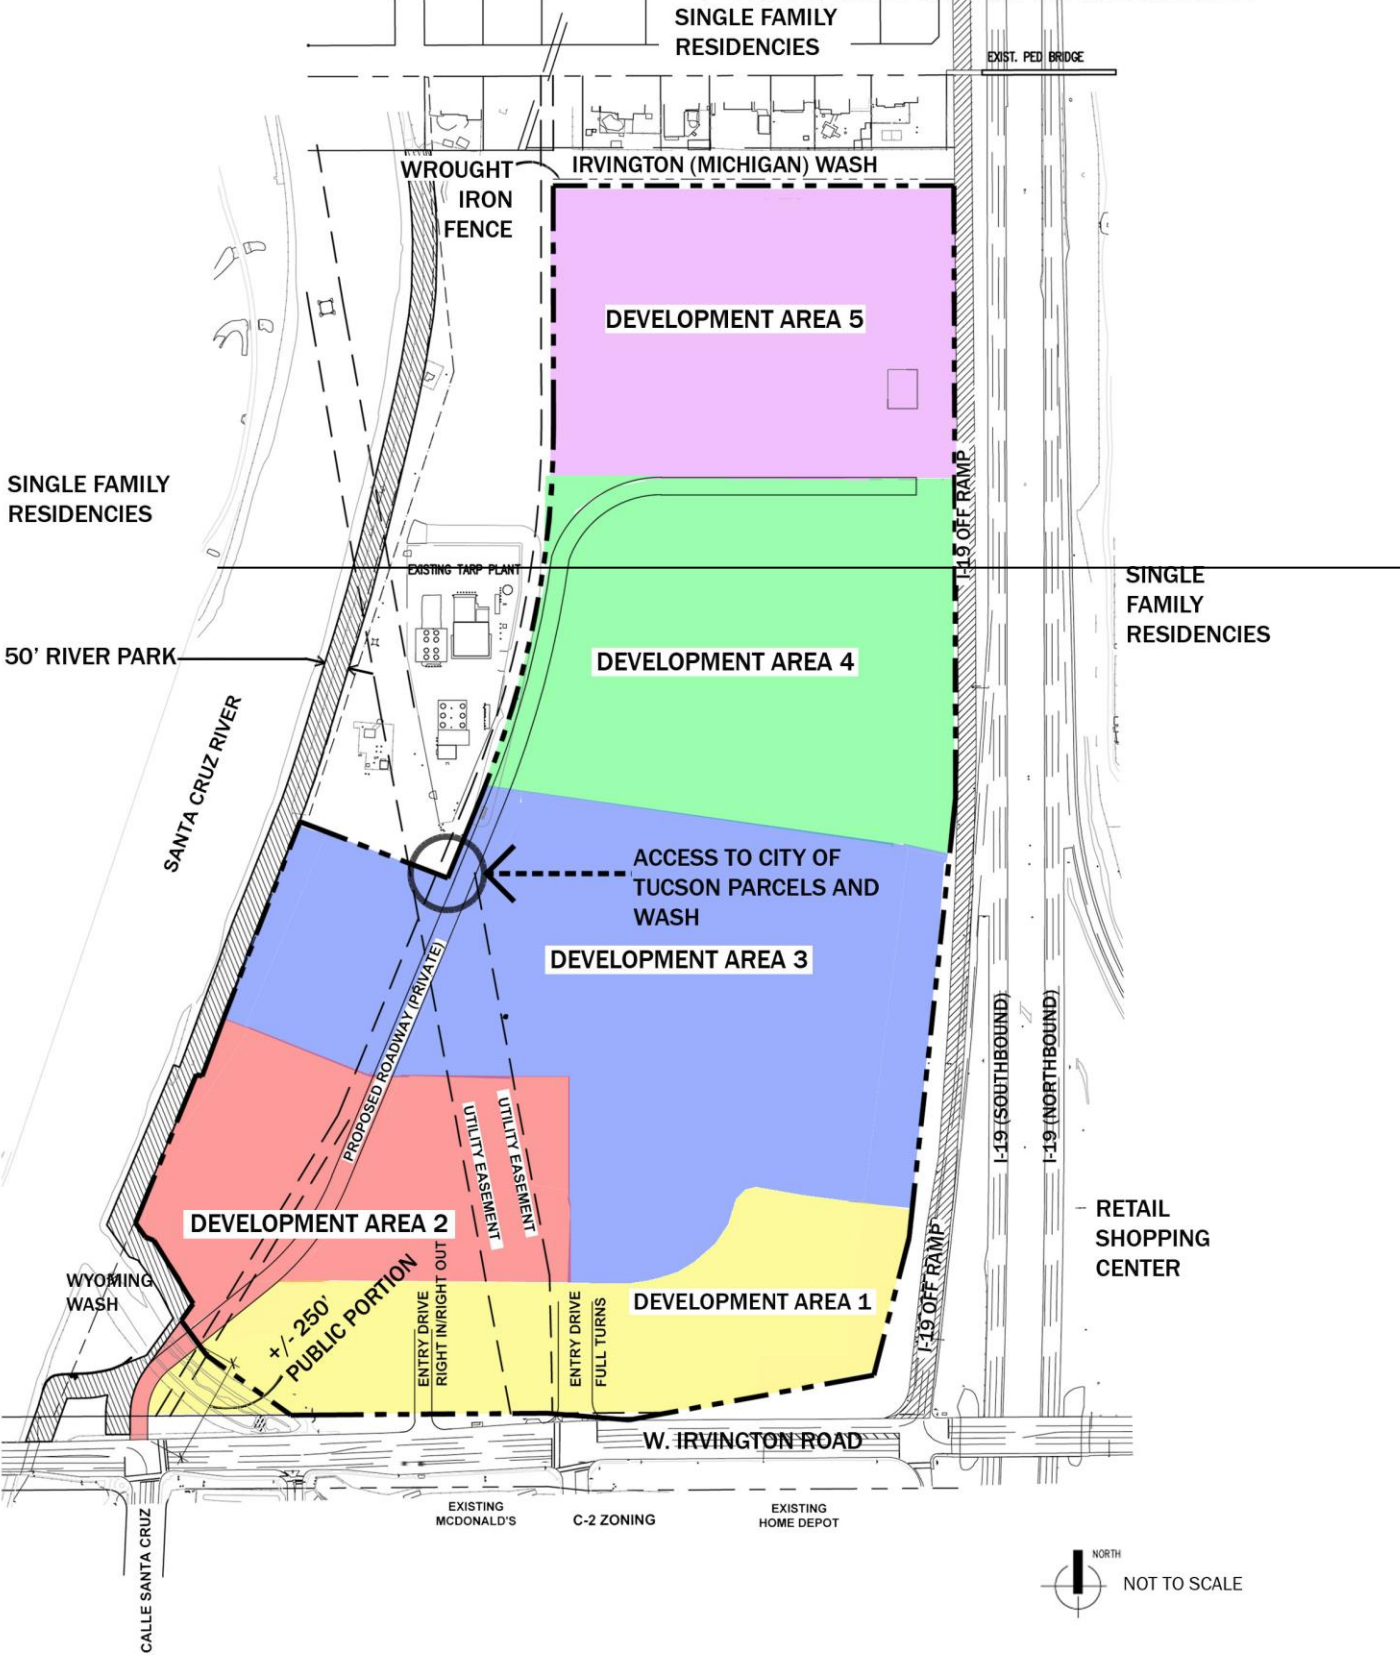 SINGLE FAMILY
RESIDENCIES
EXIST. PED BRIDGE
WROUGHT
IRON
FENCE
IRVINGTON (MICHIGAN) WASH
DEVELOPMENT AREA 5
SINGLE FAMILY
RESIDENCIES
I-19 OFF RAMP
EXISTING TARP PLANT
SINGLE
FAMILY
RESIDENCIES
50' RIVER PARK
DEVELOPMENT AREA 4
SANTA CRUZ RIVER
ACCESS TO CITY OF
TUCSON PARCELS AND
WASH
DEVELOPMENT AREA 3
PROPOSED ROADWAY (PRIVATE)
I-19 (SOUTHBOUND)
I-19 (NORTHBOUND)
UTILITY EASEMENT
UTILITY EASEMENT
DEVELOPMENT AREA 2
RETAIL
SHOPPING
CENTER
WYOMING
WASH
+/- 250'
PUBLIC PORTION
ENTRY DRIVE
RIGHT IN/RIGHT OUT
ENTRY DRIVE
FULL TURNS
DEVELOPMENT AREA 1
I-19 OFF RAMP
W. IRVINGTON ROAD
EXISTING
MCDONALD'S
C-2 ZONING
EXISTING
HOME DEPOT
CALLE SANTA CRUZ
NORTH
NOT TO SCALE